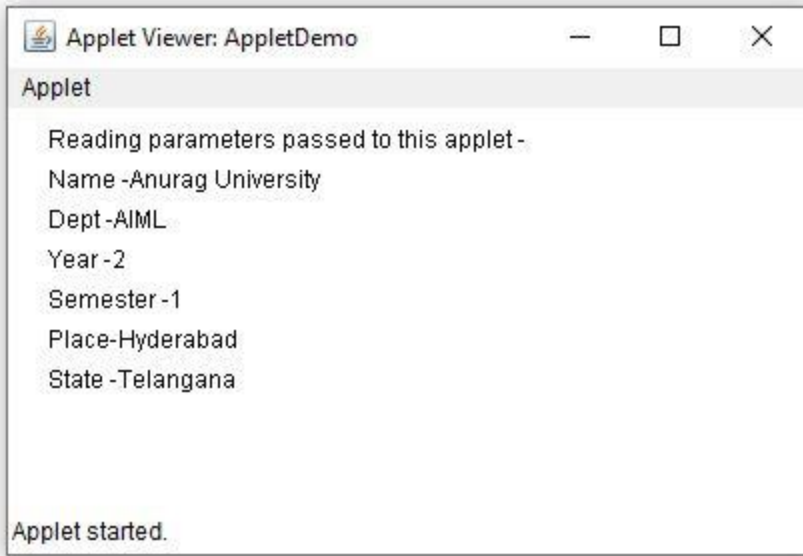 Applet Viewer: AppletDemo
Applet
Reading parameters passed to this applet -
Name -Anurag University
Dept -AIML
Year -2
Semester -1
Place-Hyderabad
State -Telangana
Applet started.